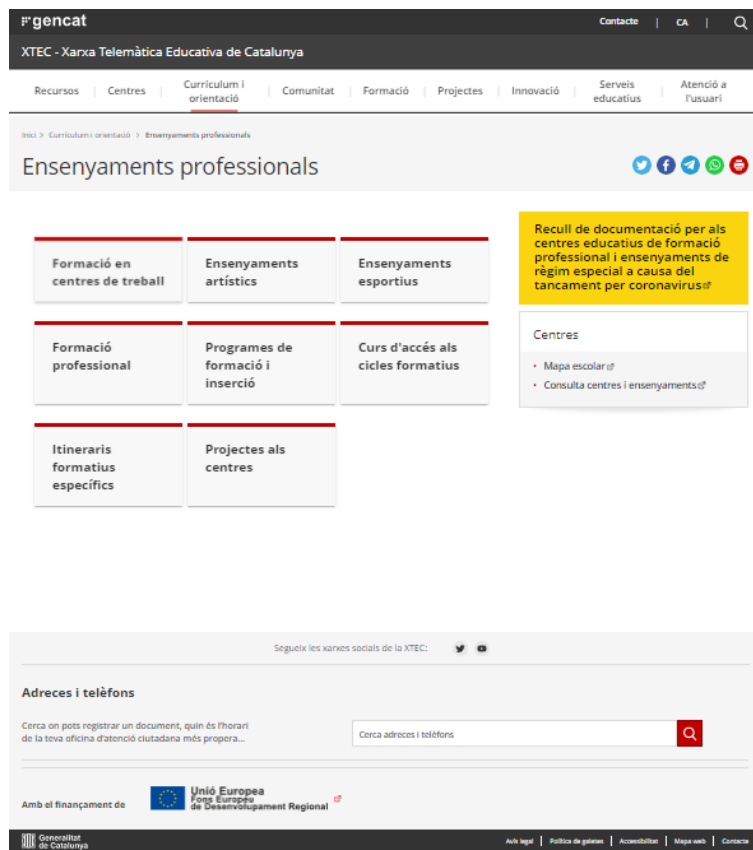 gencat
Contacte | CA |
XTEC - Xarxa Telemàtica Educativa de Catalunya
Recursos | Centres | Currículum i orientació | Comunitat | Formació | Projectes | Innovació | Serveis educatius | Atenció a l'usuari
Inici > Currículum i orientació > Ensenyaments professionals
Ensenyaments professionals
Formació en
centres de treball
Ensenyaments
artístics
Ensenyaments
esportius
Formació
professional
Programes de
formació i
inserció
Curs d'accés als
cicles formatius
Itineraris
formatius
específics
Projectes als
centres
Recull de documentació per als
centres educatius de formació
professional i ensenyaments de
règim especial a causa del
tancament per coronavirus
Centres
• Mapa escolar
• Consulta centres i ensenyaments
Segueix les xarxes socials de la XTEC:
Adreces i telèfons
Cerca on pots registrar un document, quin és l'horari
de la teva oficina d'atenció ciutadana més propera...
Cerca adreces i telèfons
Amb el finançament de
Unió Europea
Fons Europeu
de Desenvolupament Regional
Generalitat
de Catalunya
Avís legal | Política de galetes | Accessibilitat | Mapa web | Contacte